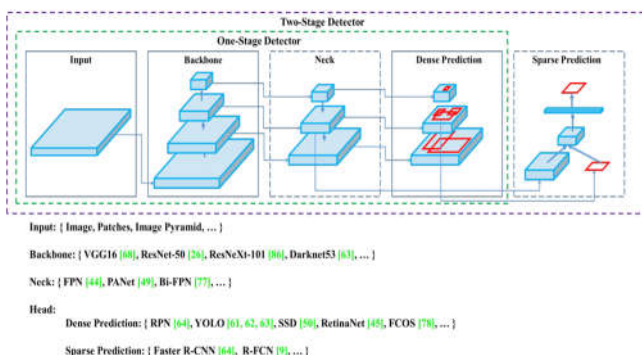 Two-Stage Detector
One-Stage Detector
Input
Backbone
Neck
Dense Prediction
Sparse Prediction
Input: { Image, Patches, Image Pyramid, … }
Backbone: { VGG16 [68], ResNet-50 [26], ResNeXt-101 [86], Darknet53 [63], … }
Neck: { FPN [44], PANet [49], Bi-FPN [77], … }
Head:
Dense Prediction: { RPN [64], YOLO [61, 62, 63], SSD [50], RetinaNet [45], FCOS [78], … }
Sparse Prediction: { Faster R-CNN [64], R-FCN [9], … }